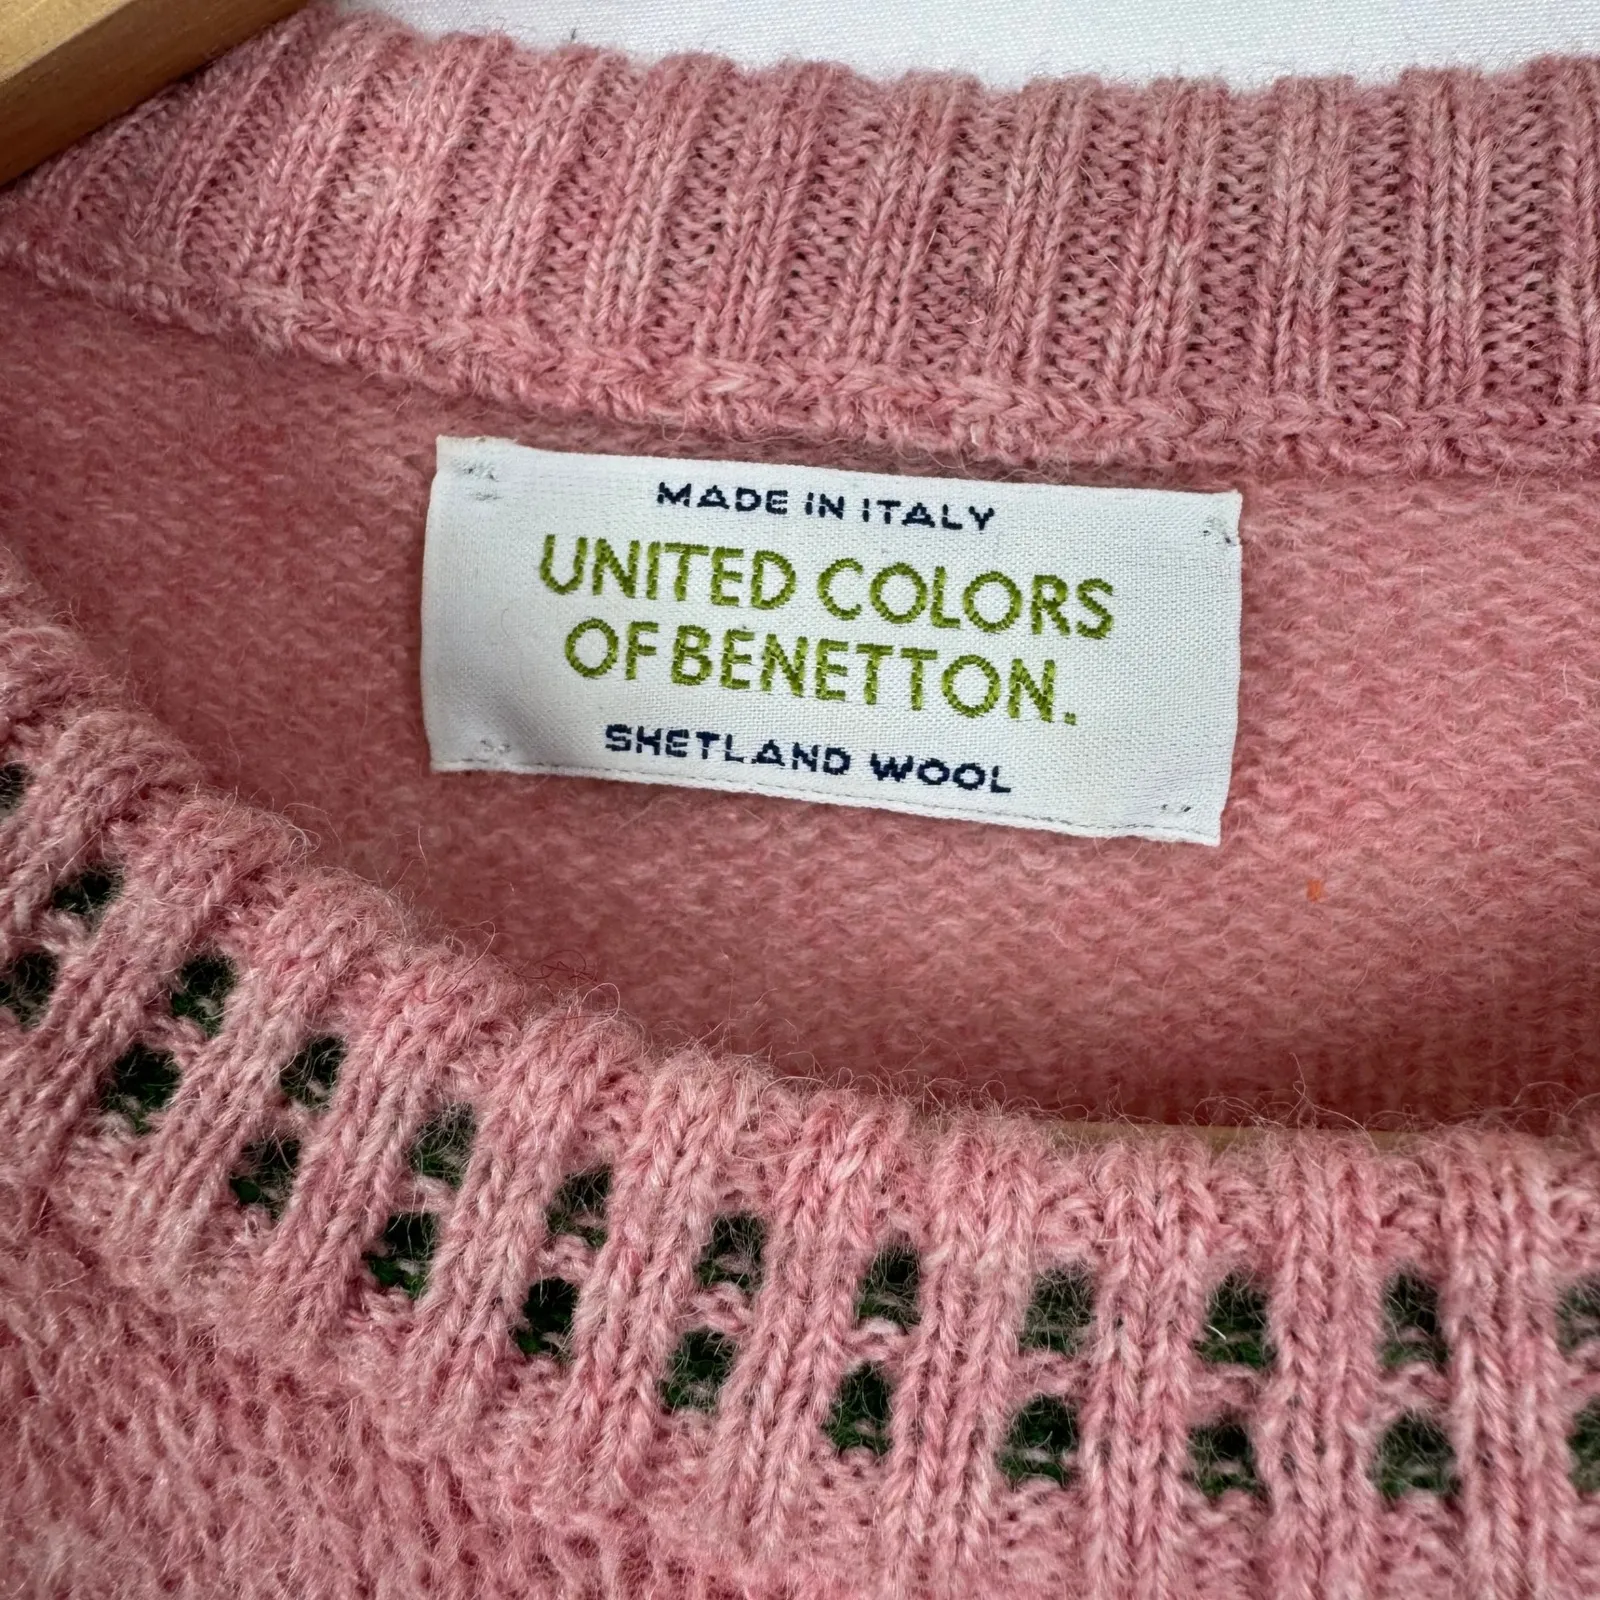 MADE IN ITALY
UNITED COLORS
OF BENETTON.
SHETLAND WOOL